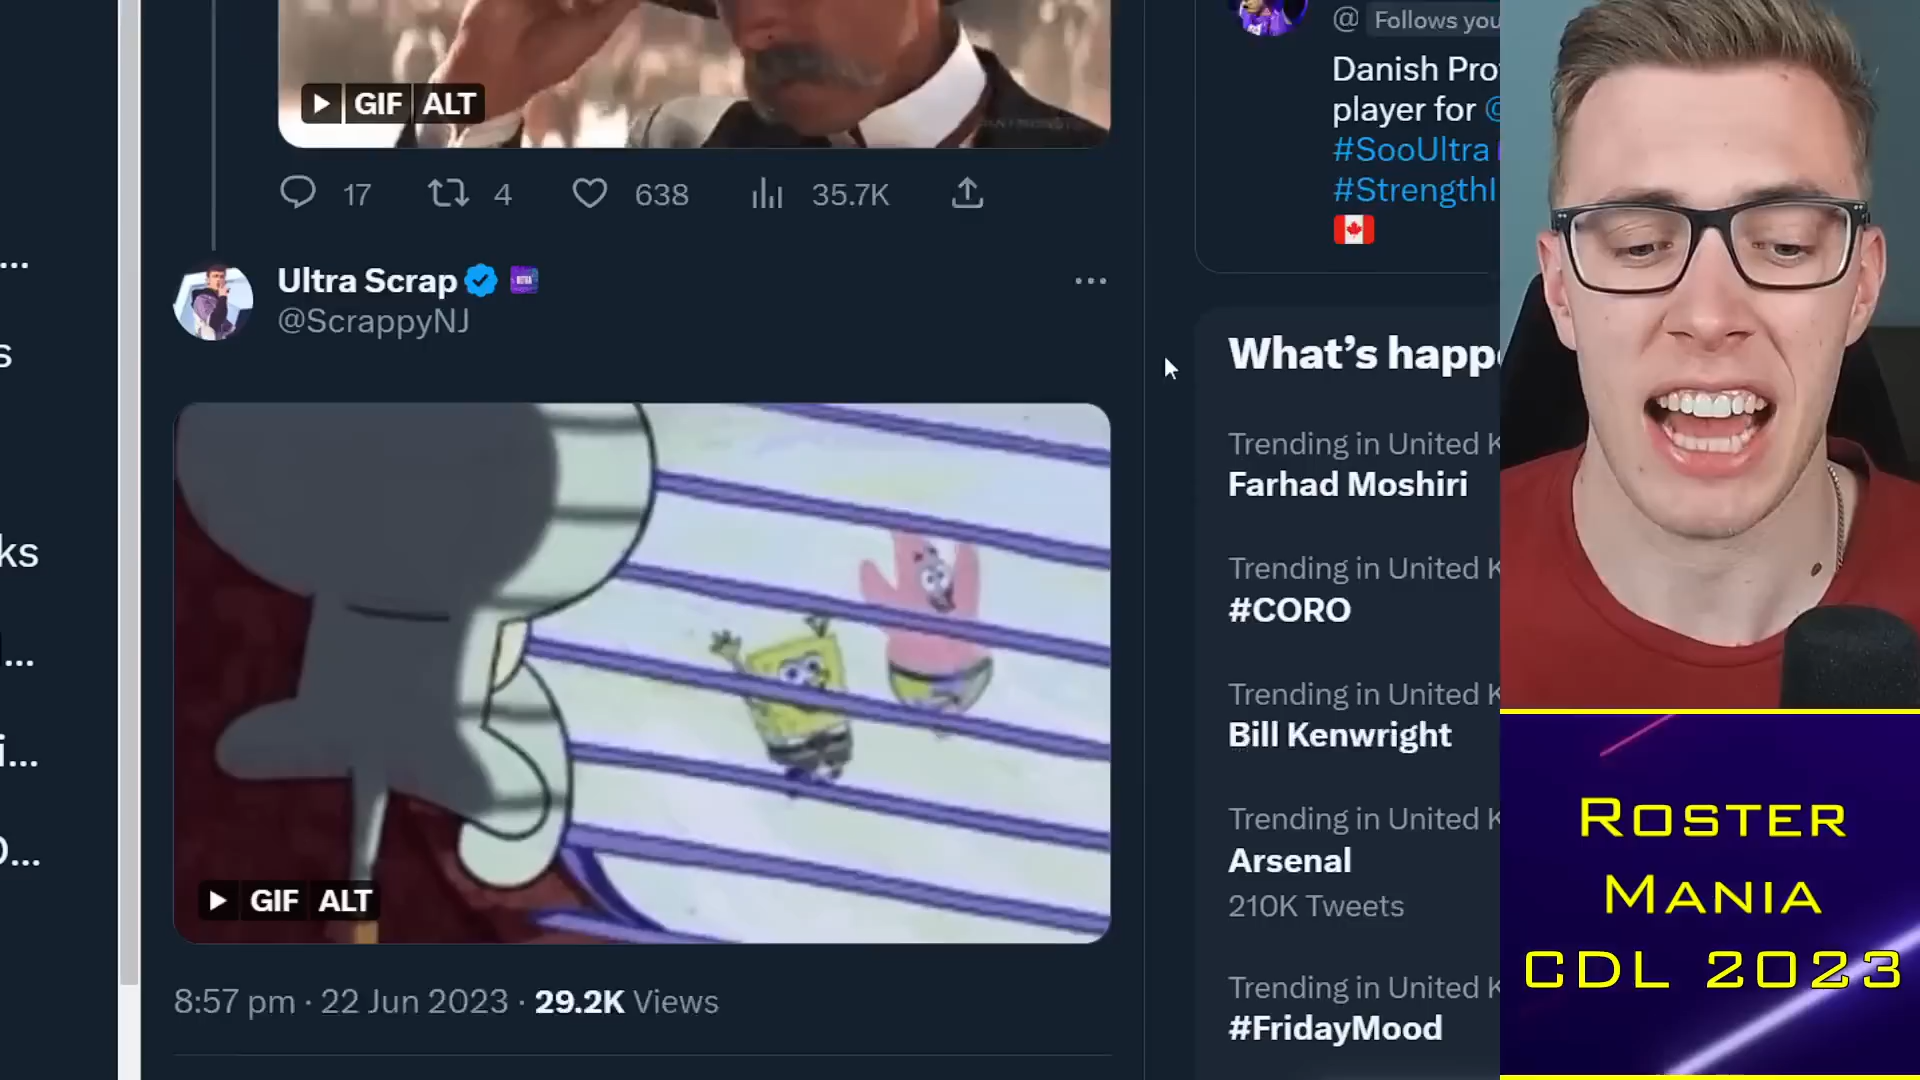 GIF ALT
17 4 638 35.7K
Ultra Scrap
@ScrappyNJ
GIF ALT
8:57 pm · 22 Jun 2023 · 29.2K Views
...
s
ks
...
i...
...
@ Follows you
Danish Pro
player for @
#SooUltra
#StrengthI
What's happ
Trending in United K
Farhad Moshiri
Trending in United K
#CORO
Trending in United K
Bill Kenwright
Trending in United K
Arsenal
210K Tweets
Trending in United K
#FridayMood
ROSTER
MANIA
CDL 2023